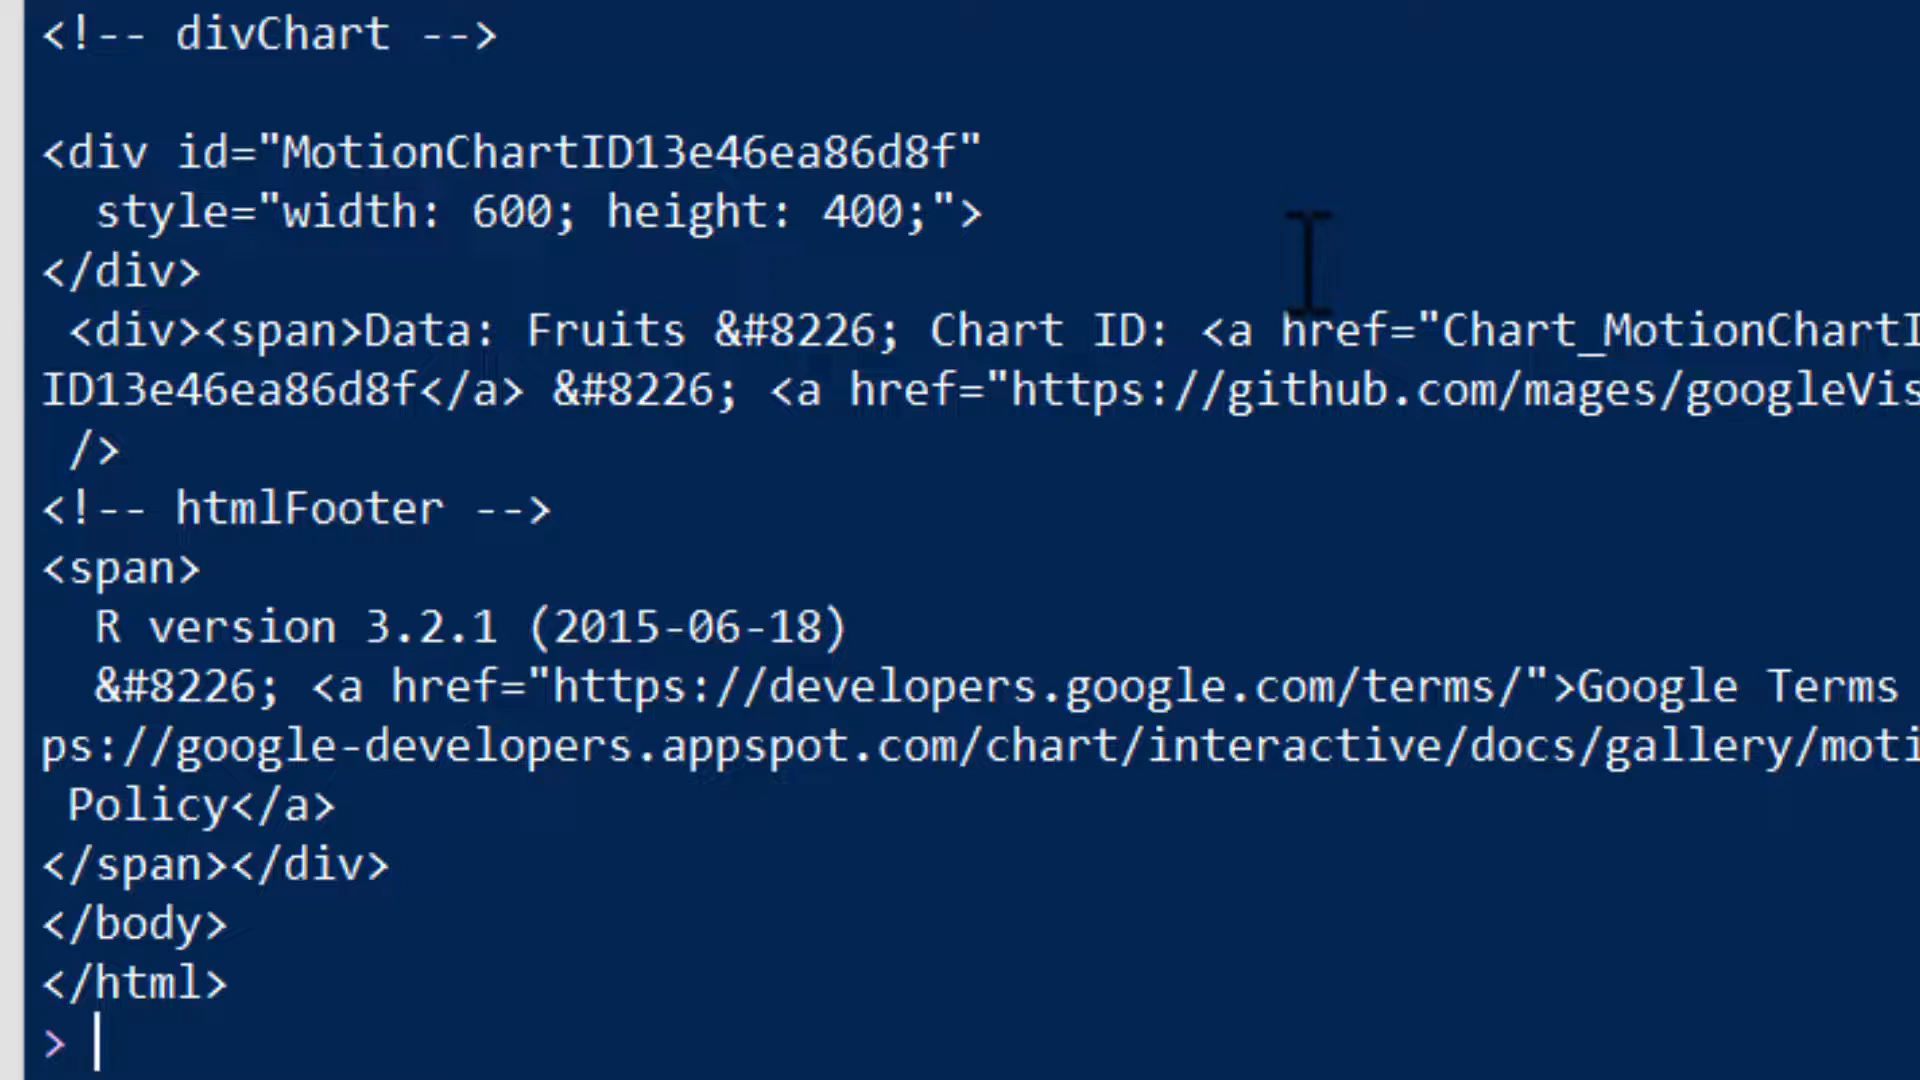 <!-- divChart -->
<div id="MotionChartID13e46ea86d8f"
style="width: 600; height: 400;">
</div>
<div><span>Data: Fruits &#8226; Chart ID: <a href="Chart_MotionChartI
ID13e46ea86d8f</a> &#8226; <a href="https://github.com/mages/googleVis
/>
<!-- htmlFooter -->
<span>
R version 3.2.1 (2015-06-18)
&#8226; <a href="https://developers.google.com/terms/">Google Terms
ps://google-developers.appspot.com/chart/interactive/docs/gallery/moti
Policy</a>
</span></div>
</body>
</html>
>